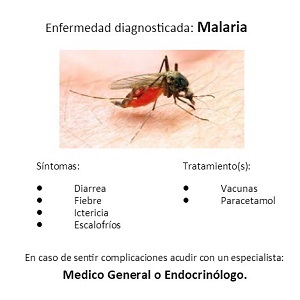 Enfermedad diagnosticada: Malaria
Síntomas:
Tratamiento(s):
● Diarrea
● Fiebre
● Ictericia
● Escalofríos
● Vacunas
● Paracetamol
En caso de sentir complicaciones acudir con un especialista:
Medico General o Endocrinólogo.